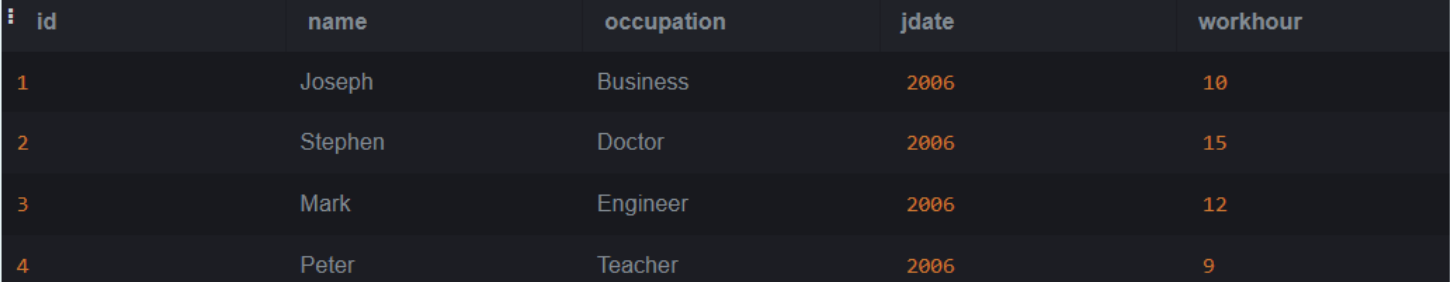 id name occupation jdate workhour
1 Joseph Business 2006 10
2 Stephen Doctor 2006 15
3 Mark Engineer 2006 12
4 Peter Teacher 2006 9